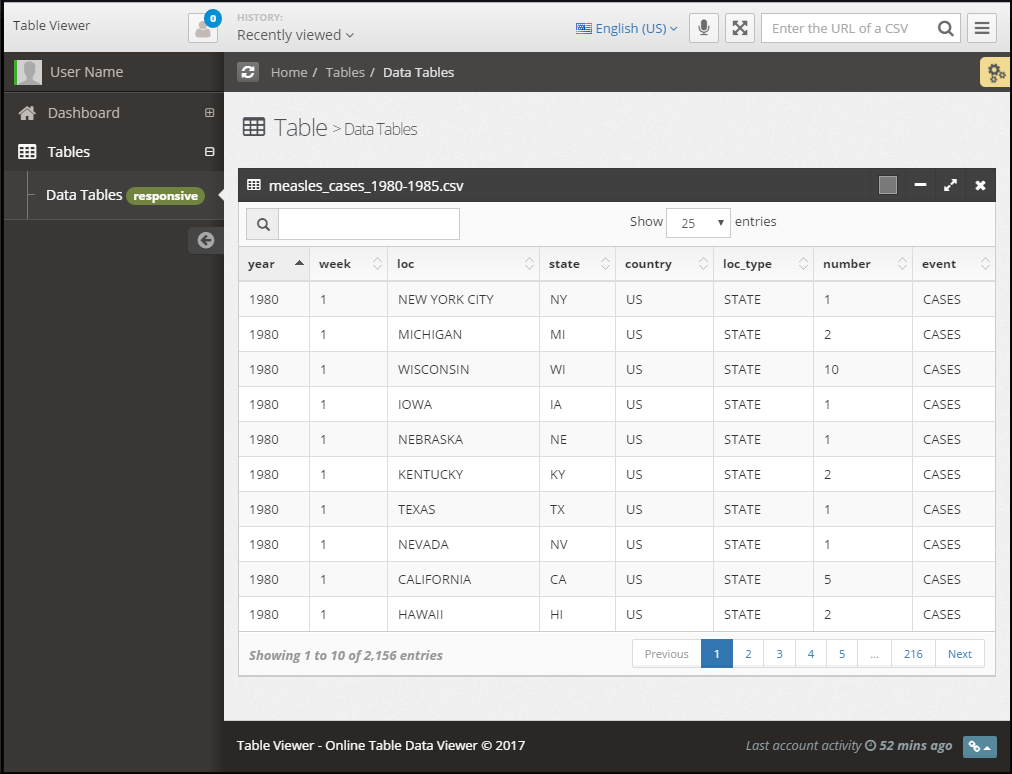 Table Viewer
0
HISTORY:
Recently viewed
English (US)
Enter the URL of a CSV
User Name
Home / Tables / Data Tables
Dashboard
Tables
Data Tables responsive
Table > Data Tables
measles_cases_1980-1985.csv
Show 25 entries
year week loc state country loc_type number event
1980 1 NEW YORK CITY NY US STATE 1 CASES
1980 1 MICHIGAN MI US STATE 2 CASES
1980 1 WISCONSIN WI US STATE 10 CASES
1980 1 IOWA IA US STATE 1 CASES
1980 1 NEBRASKA NE US STATE 1 CASES
1980 1 KENTUCKY KY US STATE 2 CASES
1980 1 TEXAS TX US STATE 1 CASES
1980 1 NEVADA NV US STATE 1 CASES
1980 1 CALIFORNIA CA US STATE 5 CASES
1980 1 HAWAII HI US STATE 2 CASES
Showing 1 to 10 of 2,156 entries
Previous 1 2 3 4 5 ... 216 Next
Table Viewer - Online Table Data Viewer © 2017
Last account activity 52 mins ago